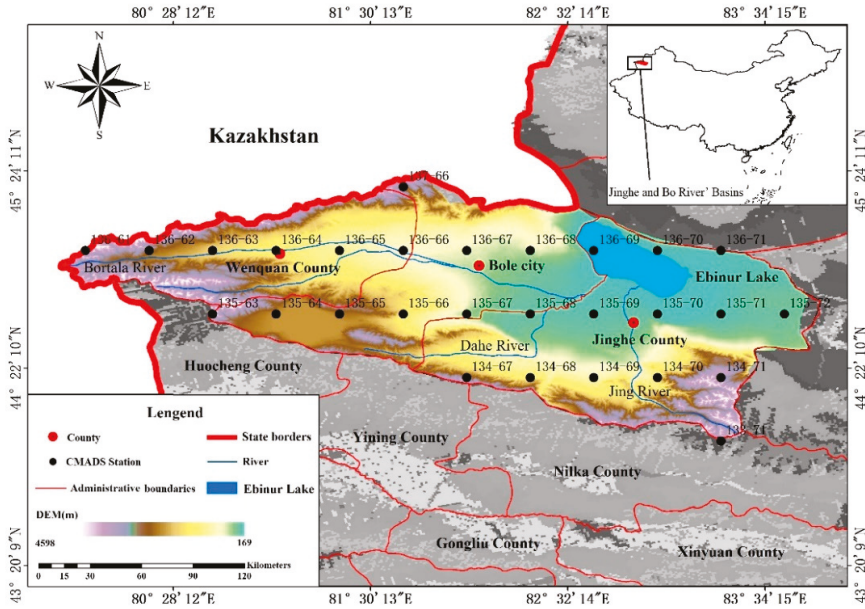 80° 28′12″E
81° 30′13″E
82° 32′14″E
83° 34′15″E
N
W
E
S
Kazakhstan
Jinghe and Bo River' Basins
45° 24′11″N
45° 24′11″N
137-66
136-61
136-62
136-63
136-64
136-65
136-66
136-67
136-68
136-69
136-70
136-71
Bortala River
Wenquan County
Bole city
Ebinur Lake
135-63
135-64
135-65
135-66
135-67
135-68
135-69
135-70
135-71
135-72
Jinghe County
Dahe River
44° 22′10″N
44° 22′10″N
Huocheng County
134-67
134-68
134-69
134-70
134-71
Jing River
Lengend
County
State borders
CMADS Station
River
Administrative boundaries
Ebinur Lake
DEM(m)
4598
169
Kilometers
0 15 30 60 90 120
Yining County
Nilka County
Gongliu County
Xinyuan County
43° 20′9″N
43° 20′9″N
80° 28′12″E
81° 30′13″E
82° 32′14″E
83° 34′15″E